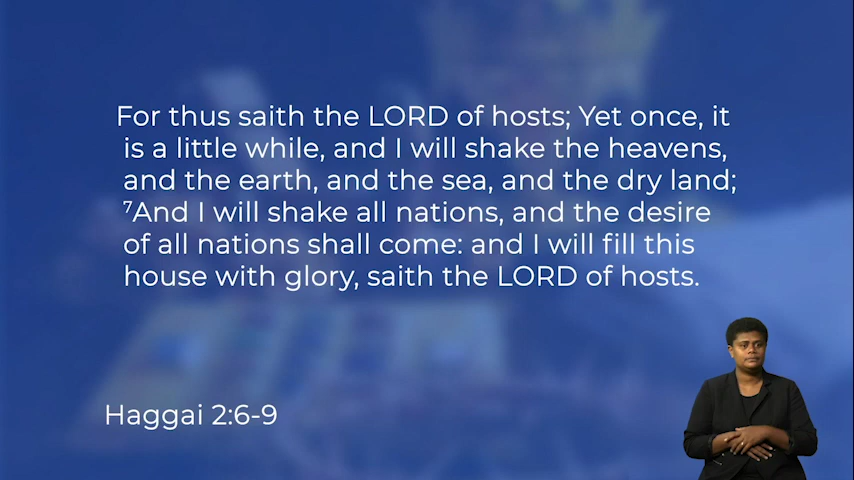 For thus saith the LORD of hosts; Yet once, it
is a little while, and I will shake the heavens,
and the earth, and the sea, and the dry land;
⁷And I will shake all nations, and the desire
of all nations shall come: and I will fill this
house with glory, saith the LORD of hosts.
Haggai 2:6-9